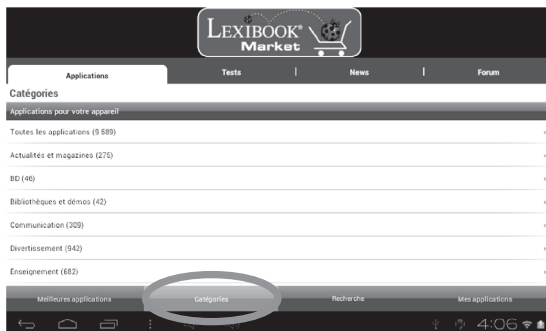 LEXIBOOK®
Market
Applications Tests | News | Forum
Catégories
Applications pour votre appareil
Toutes les applications (9 589)
Actualités et magazines (275)
BD (46)
Bibliothèques et démos (42)
Communication (309)
Divertissement (942)
Enseignement (682)
Meilleures applications Catégories Recherche Mes applications
4:06